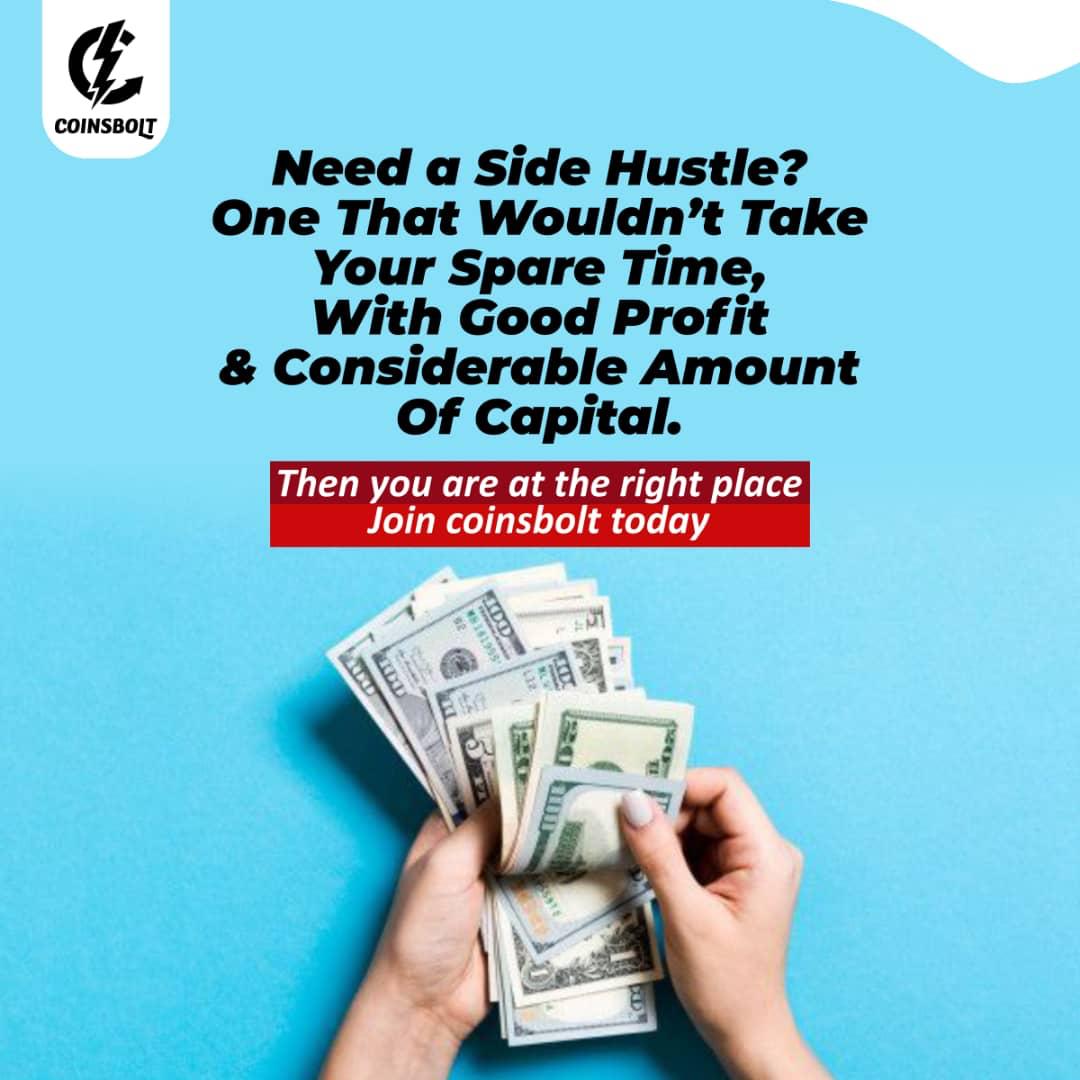 COINSBOLT
Need a Side Hustle?
One That Wouldn’t Take
Your Spare Time,
With Good Profit
& Considerable Amount
Of Capital.
Then you are at the right place
Join coinsbolt today